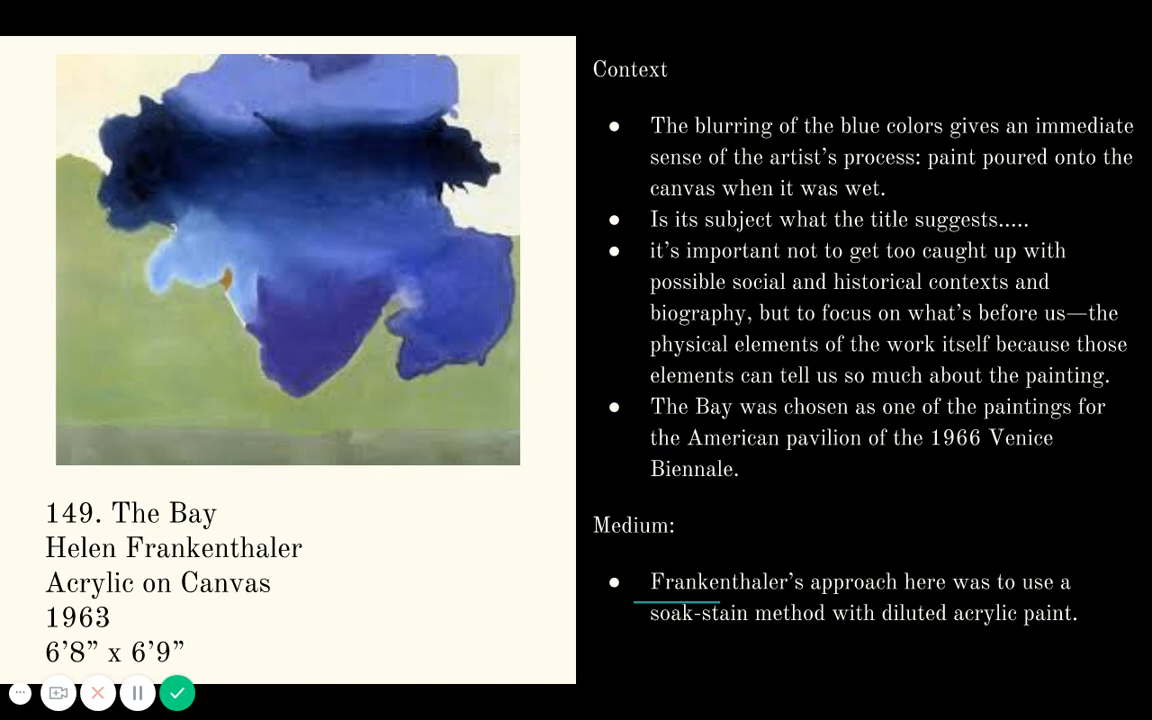 149. The Bay
Helen Frankenthaler
Acrylic on Canvas
1963
6’8” x 6’9”
Context
● The blurring of the blue colors gives an immediate
sense of the artist’s process: paint poured onto the
canvas when it was wet.
● Is its subject what the title suggests.....
● it’s important not to get too caught up with
possible social and historical contexts and
biography, but to focus on what’s before us—the
physical elements of the work itself because those
elements can tell us so much about the painting.
● The Bay was chosen as one of the paintings for
the American pavilion of the 1966 Venice
Biennale.
Medium:
● Frankenthaler’s approach here was to use a
soak-stain method with diluted acrylic paint.